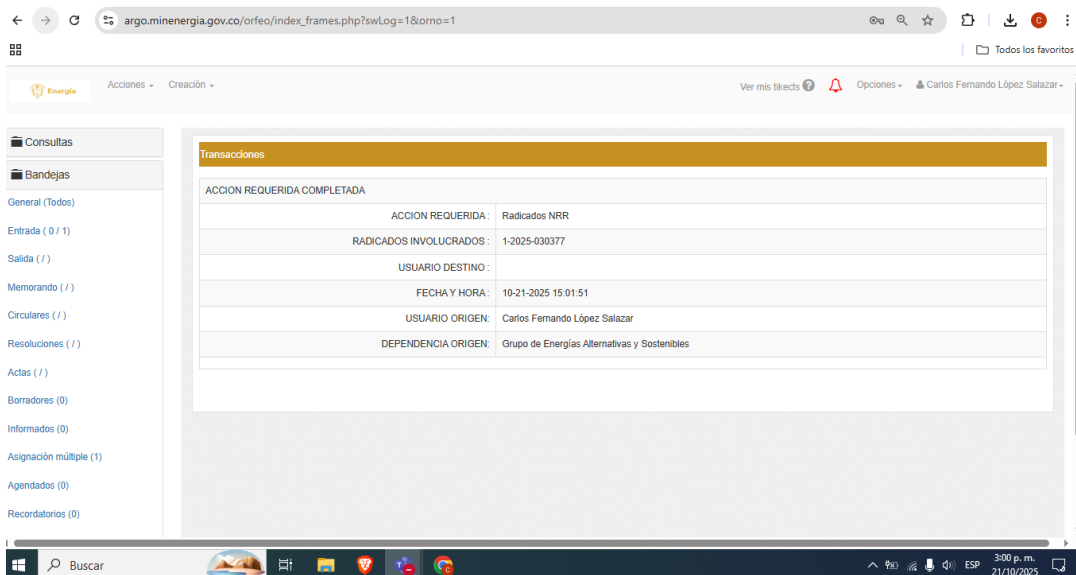 argo.minenergia.gov.co/orfeo/index_frames.php?swLog=1&orno=1
C
Todos los favoritos
Energía
Acciones
Creación
Ver mis tikects ?
Opciones
Carlos Fernando López Salazar
Consultas
Bandejas
General (Todos)
Entrada ( 0 / 1)
Salida ( / )
Memorando ( / )
Circulares ( / )
Resoluciones ( / )
Actas ( / )
Borradores (0)
Informados (0)
Asignación múltiple (1)
Agendados (0)
Recordatorios (0)
Transacciones
ACCION REQUERIDA COMPLETADA
ACCION REQUERIDA : Radicados NRR
RADICADOS INVOLUCRADOS : 1-2025-030377
USUARIO DESTINO :
FECHA Y HORA : 10-21-2025 15:01:51
USUARIO ORIGEN: Carlos Fernando López Salazar
DEPENDENCIA ORIGEN: Grupo de Energías Alternativas y Sostenibles
Buscar
ESP
3:00 p. m.
21/10/2025